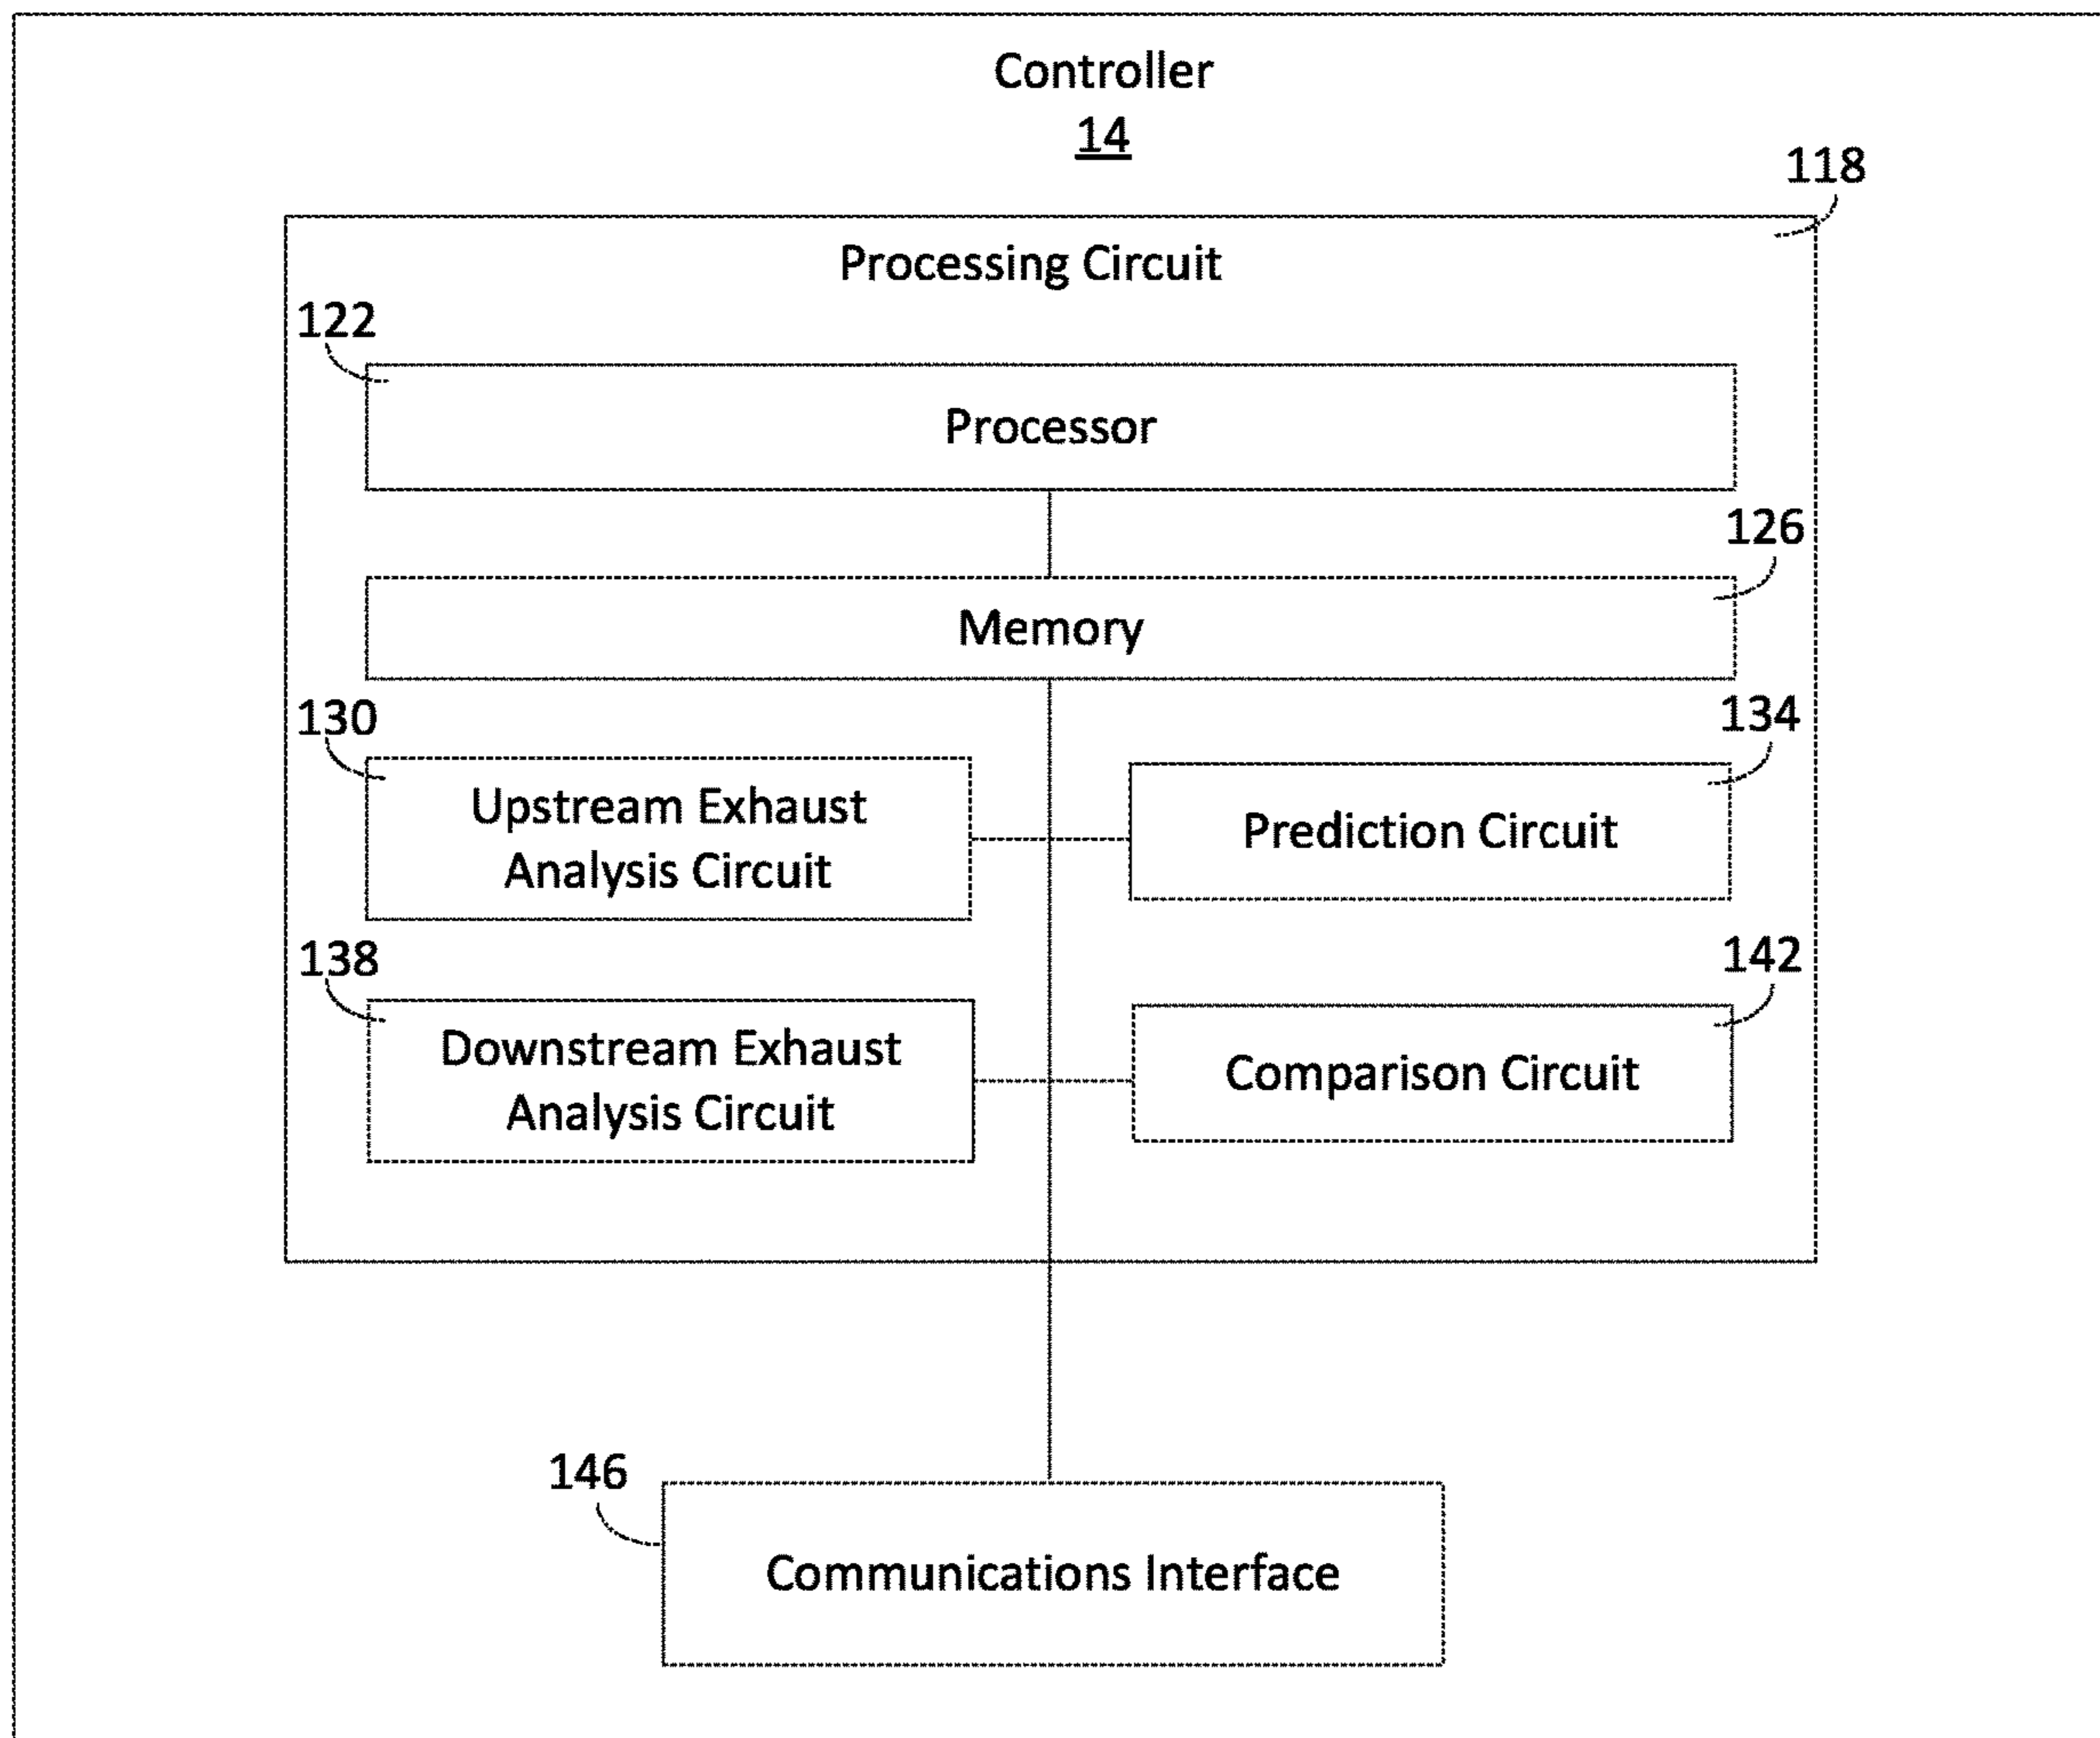 Controller
14
118
Processing Circuit
122
Processor
126
Memory
130
134
Upstream Exhaust
Analysis Circuit
Prediction Circuit
138
142
Downstream Exhaust
Analysis Circuit
Comparison Circuit
146
Communications Interface